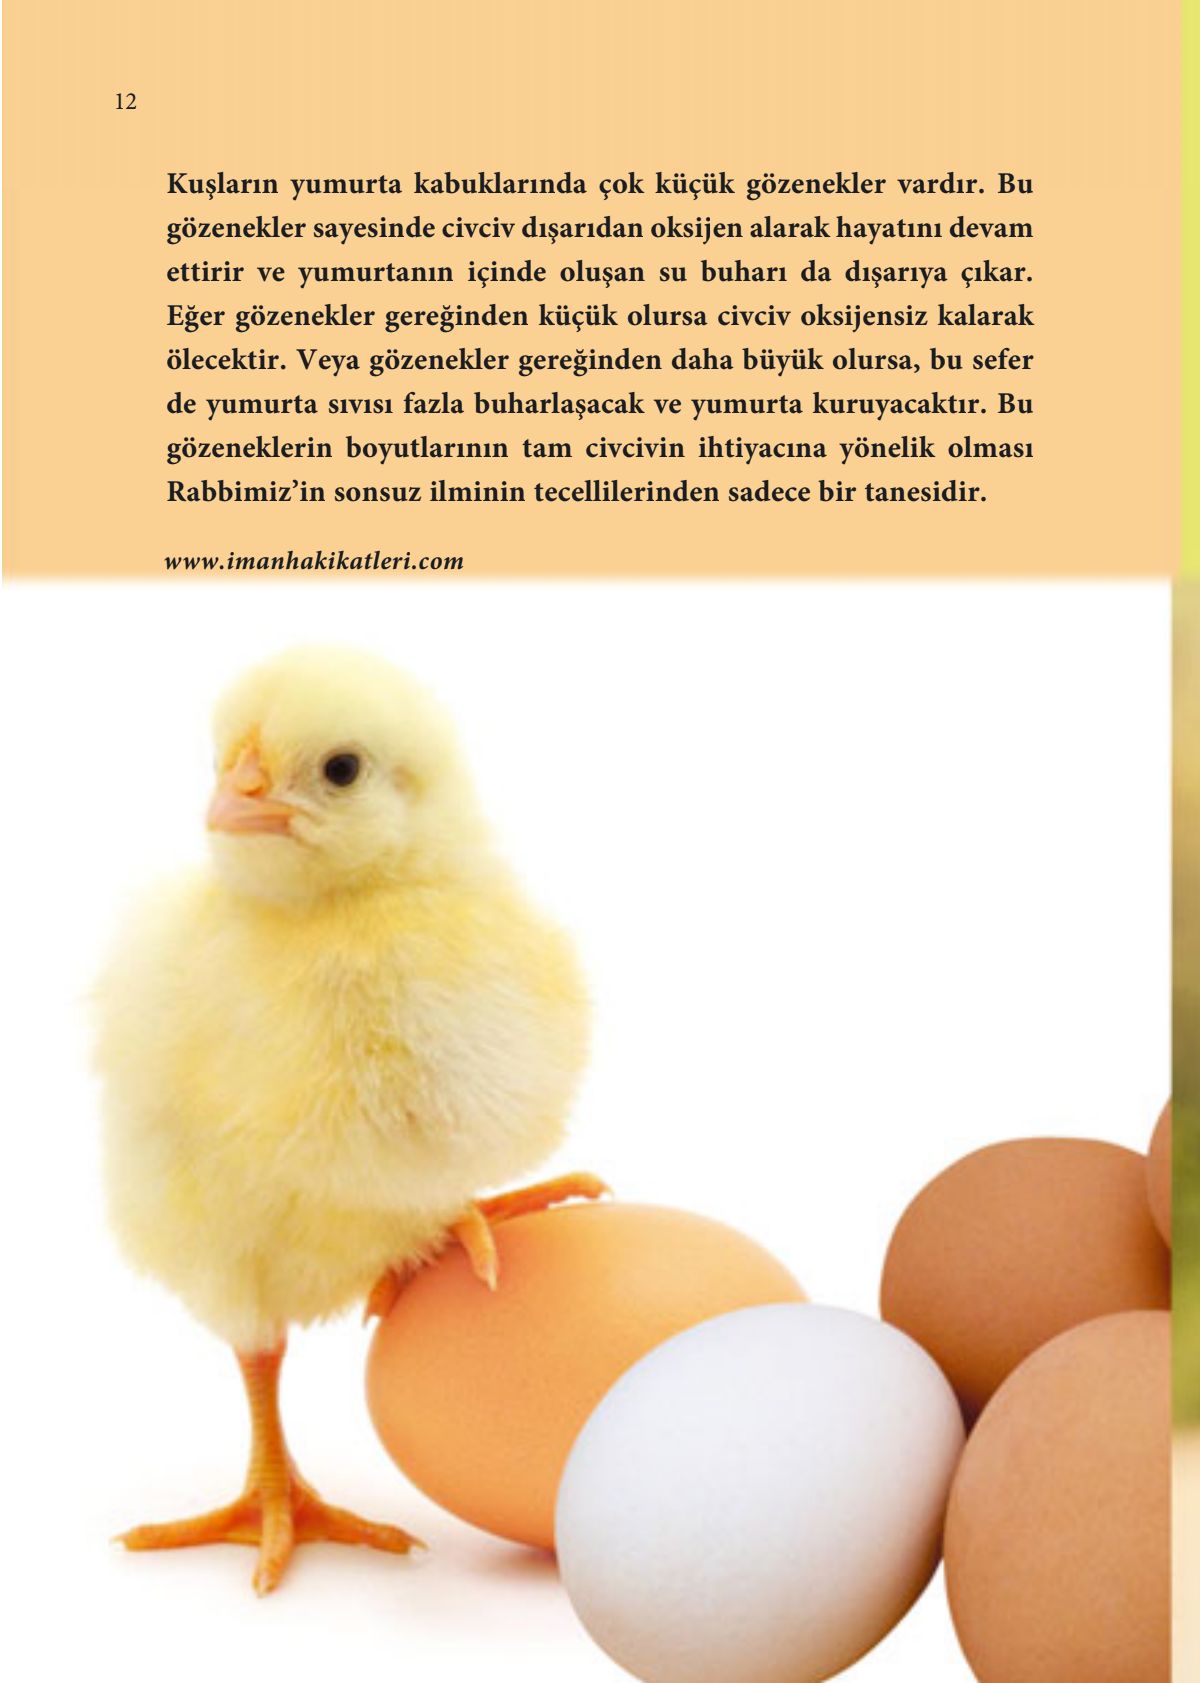 12
Kuşların yumurta kabuklarında çok küçük gözenekler vardır. Bu
gözenekler sayesinde civciv dışarıdan oksijen alarak hayatını devam
ettirir ve yumurtanın içinde oluşan su buharı da dışarıya çıkar.
Eğer gözenekler gereğinden küçük olursa civciv oksijensiz kalarak
ölecektir. Veya gözenekler gereğinden daha büyük olursa, bu sefer
de yumurta sıvısı fazla buharlaşacak ve yumurta kuruyacaktır. Bu
gözeneklerin boyutlarının tam civcivin ihtiyacına yönelik olması
Rabbimiz’in sonsuz ilminin tecellilerinden sadece bir tanesidir.
www.imanhakikatleri.com